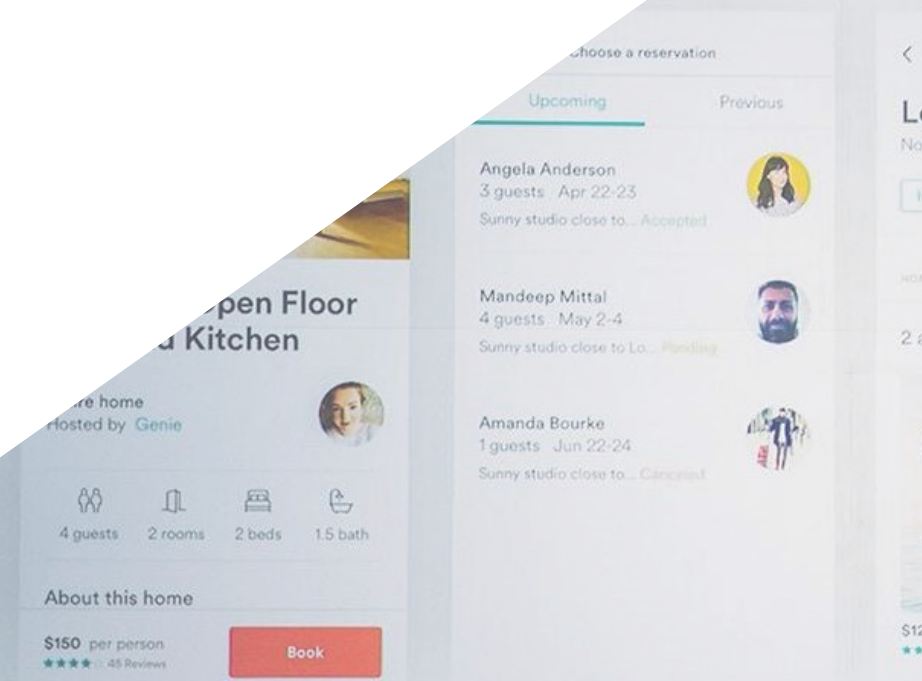 Choose a reservation
Upcoming
Previous
Angela Anderson
3 guests Apr 22-23
Sunny studio close to... Accepted
Mandeep Mittal
4 guests May 2-4
Sunny studio close to Lo... Pending
Amanda Bourke
1 guests Jun 22-24
Sunny studio close to... Canceled
Floor
Kitchen
home
Hosted by Genie
4 guests
2 rooms
2 beds
1.5 bath
About this home
$150 per person
45 Reviews
Book
2